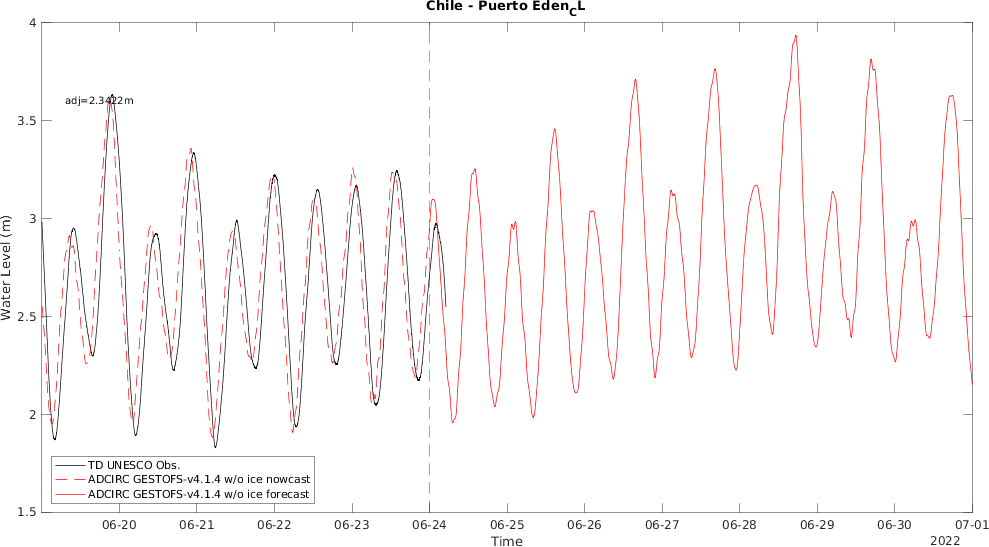 Chile - Puerto Eden_CL
4
3.5
3
2.5
2
1.5
Water Level (m)
adj=2.3422m
TD UNESCO Obs.
ADCIRC GESTOFS-v4.1.4 w/o ice nowcast
ADCIRC GESTOFS-v4.1.4 w/o ice forecast
06-20 06-21 06-22 06-23 06-24 06-25 06-26 06-27 06-28 06-29 06-30 07-01
Time
2022